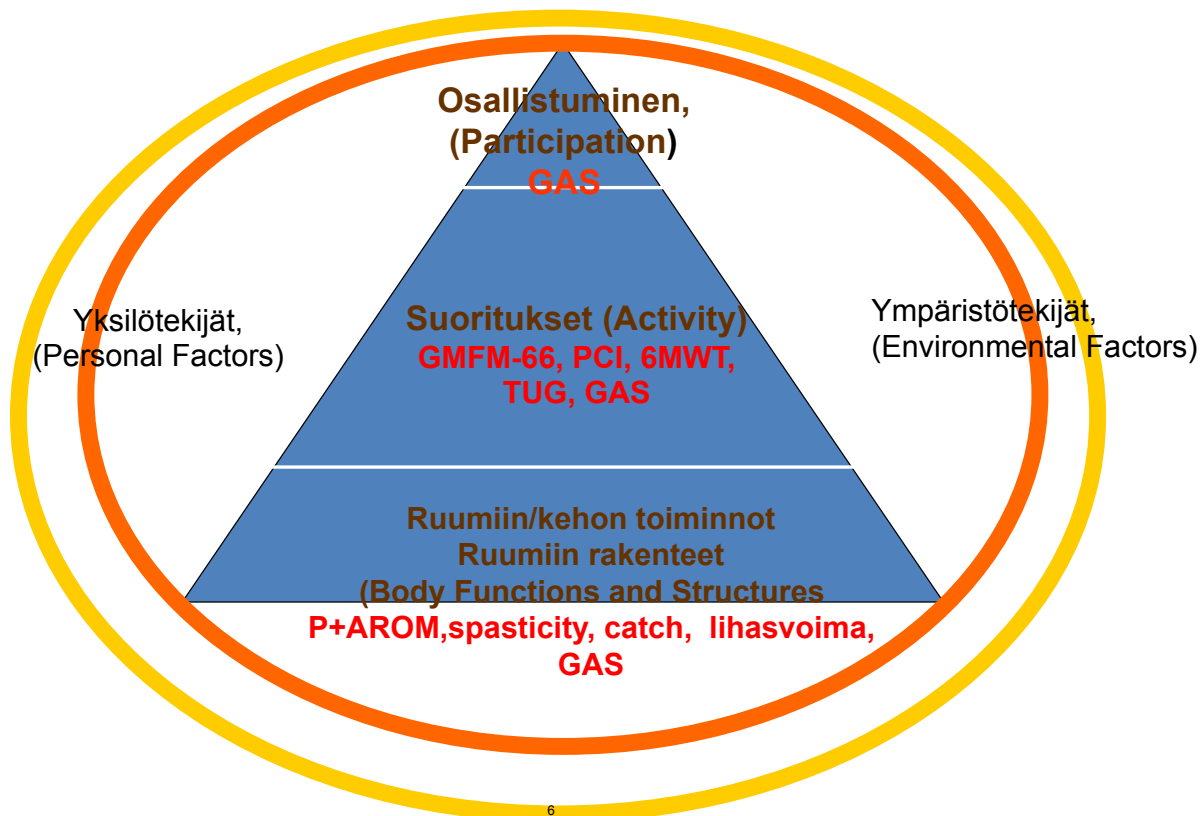 Osallistuminen,
(Participation)
GAS
Yksilötekijät,
(Personal Factors)
Suoritukset (Activity)
GMFM-66, PCI, 6MWT,
TUG, GAS
Ympäristötekijät,
(Environmental Factors)
Ruumiin/kehon toiminnot
Ruumiin rakenteet
(Body Functions and Structures
P+AROM,spasticity, catch, lihasvoima,
GAS
6